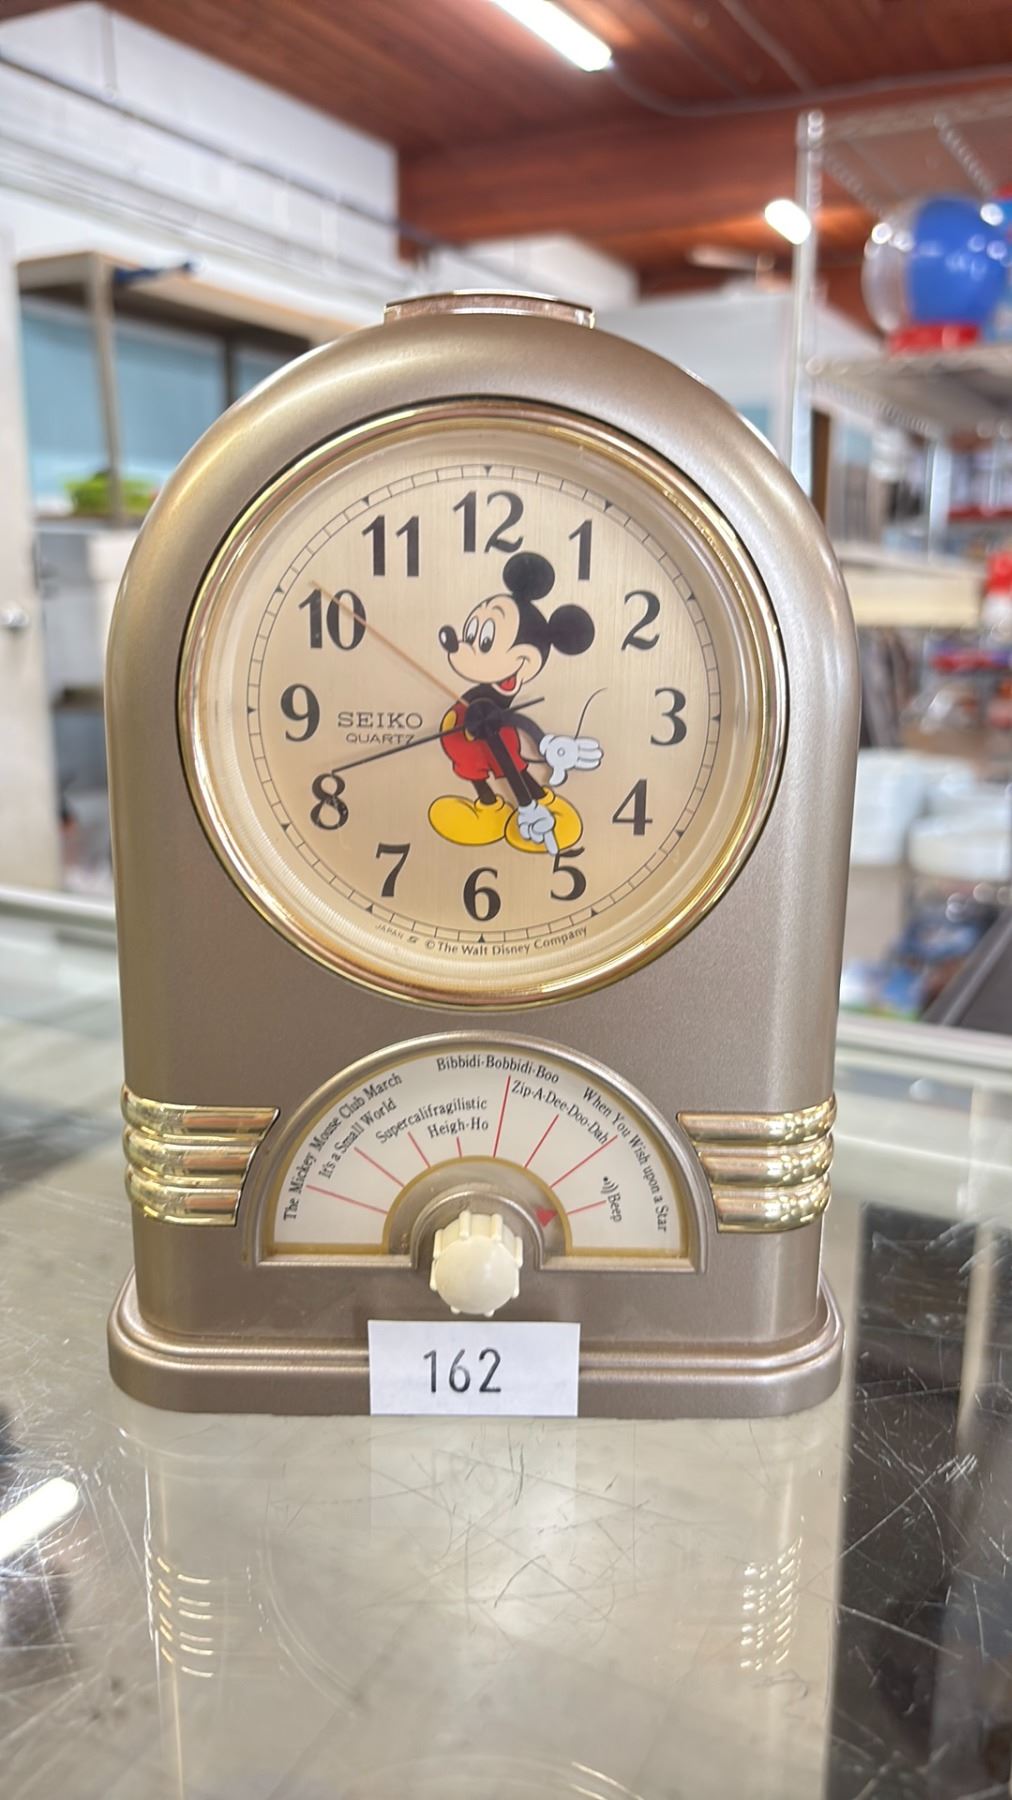 12
11
1
10
2
9
SEIKO
QUARTZ
3
8
4
7
5
6
JAPAN
©The Walt Disney Company
The Mickey Mouse Club March
It's a Small World
Supercalifragilistic
Heigh-Ho
Bibbidi-Bobbidi-Boo
Zip-A-Dee-Doo-Dah
When You Wish upon a Star
Beep
162